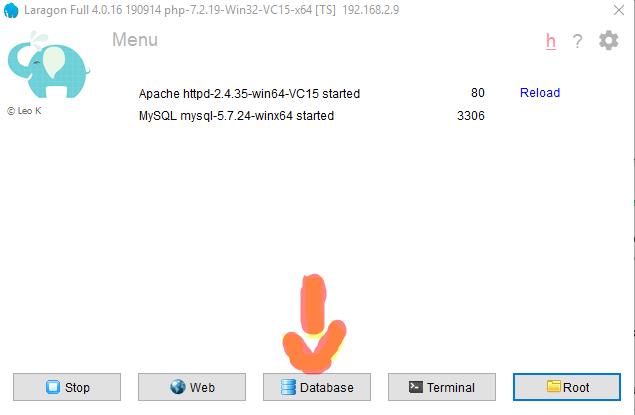 Laragon Full 4.0.16 190914 php-7.2.19-Win32-VC15-x64 [TS] 192.168.2.9
Menu h ?
Apache httpd-2.4.35-win64-VC15 started 80 Reload
MySQL mysql-5.7.24-winx64 started 3306
© Leo K
Stop Web Database Terminal Root